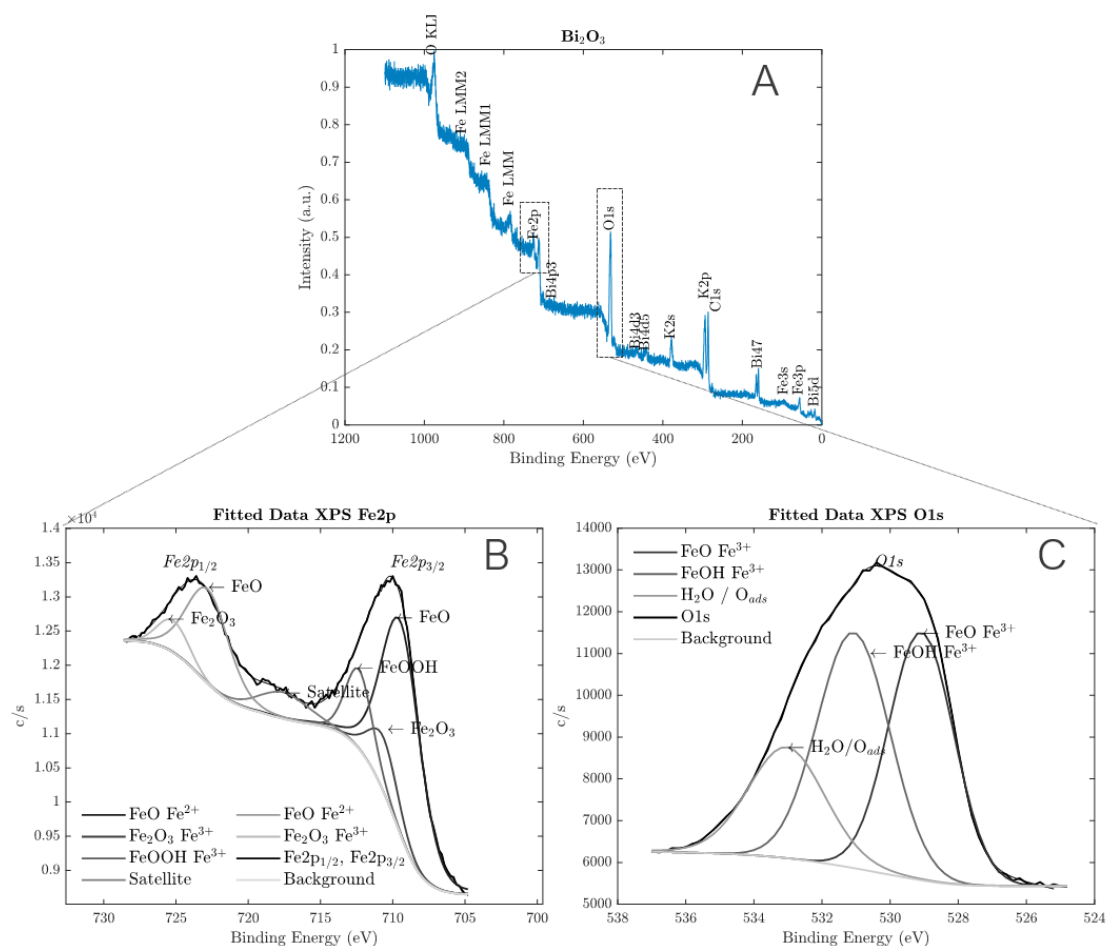 Bi₂O₃
A
O KLL
Fe LMM2
Fe LMM1
Fe LMM
Fe2p
Bi4p3
O1s
Bi4d3
Bi4d5
K2s
K2p
C1s
Bi47
Fe3s
Fe3p
Bi5d
Intensity (a.u.)
1
0.9
0.8
0.7
0.6
0.5
0.4
0.3
0.2
0.1
0
1200 1000 800 600 400 200 0
Binding Energy (eV)
Fitted Data XPS Fe2p
×10⁴
B
Fe2p₁/₂
Fe2p₃/₂
FeO
Fe₂O₃
FeO
FeOOH
Satellite
Fe₂O₃
c/s
1.4
1.3
1.25
1.2
1.15
1.1
1.05
1
0.95
0.9
FeO Fe²⁺
Fe₂O₃ Fe³⁺
FeOOH Fe³⁺
Satellite
FeO Fe²⁺
Fe₂O₃ Fe³⁺
Fe2p₁/₂, Fe2p₃/₂
Background
730 725 720 715 710 705 700
Binding Energy (eV)
Fitted Data XPS O1s
C
FeO Fe³⁺
FeOH Fe³⁺
H₂O / Oads
O1s
Background
O1s
FeO Fe³⁺
FeOH Fe³⁺
H₂O/Oads
c/s
14000
13000
12000
11000
10000
9000
8000
7000
6000
5000
538 536 534 532 530 528 526 524
Binding Energy (eV)